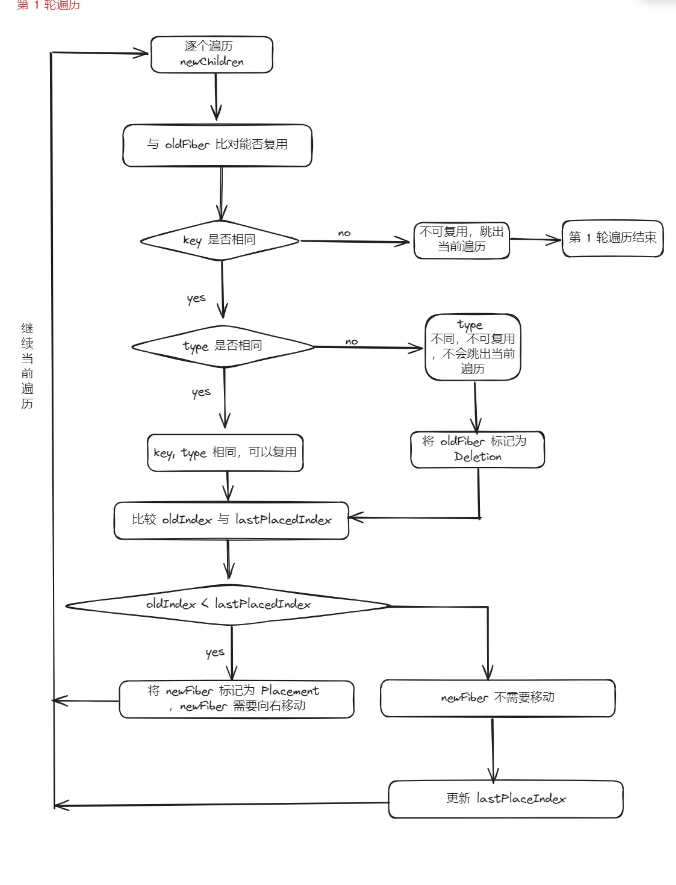 第 1 轮遍历
逐个遍历
newChildren
与 oldFiber 比对能否复用
key 是否相同
no
不可复用，跳出
当前遍历
第 1 轮遍历结束
yes
type 是否相同
no
type
不同，不可复用
，不会跳出当前
遍历
继
续
当
前
遍
历
yes
key, type 相同，可以复用
将 oldFiber 标记为
Deletion
比较 oldIndex 与 lastPlacedIndex
oldIndex < lastPlacedIndex
yes
将 newFiber 标记为 Placement
，newFiber 需要向右移动
newFiber 不需要移动
更新 lastPlaceIndex